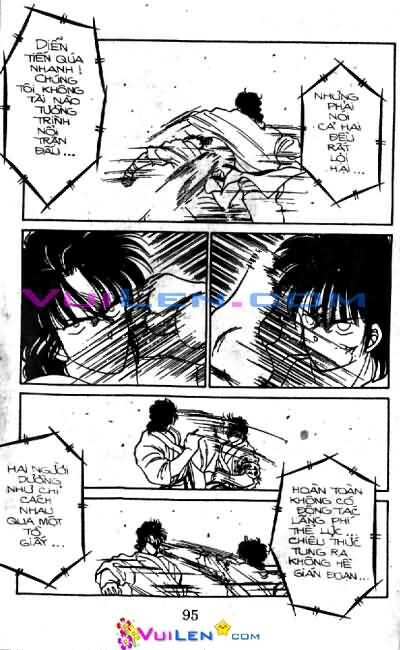 DIỄN
TIẾN QUÁ
NHANH!
CHÚNG
TÔI KHÔNG
TÀI NÀO
TƯỜNG
TRÌNH
NỔI
TRẬN
ĐẤU...
NHƯNG
PHẢI
NÓI
CẢ HAI
ĐỀU
RẤT
LỢI
HẠI...
VUILEN.COM
HAI NGƯỜI
DƯỜNG
NHƯ CHỈ
CÁCH
NHAU
QUA MỘT
TỜ
GIẤY...
HOÀN TOÀN
KHÔNG CÓ
ĐỘNG TÁC
LÃNG PHÍ
THỂ LỰC...
CHIÊU THỨC
TUNG RA
KHÔNG HỀ
GIÁN ĐOẠN...
95
VUILEN.COM